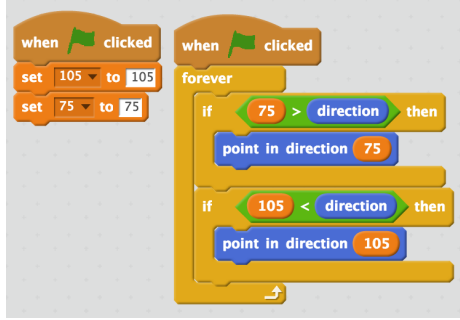 when clicked
set 105 to 105
set 75 to 75
when clicked
forever
if 75 > direction then
point in direction 75
if 105 < direction then
point in direction 105